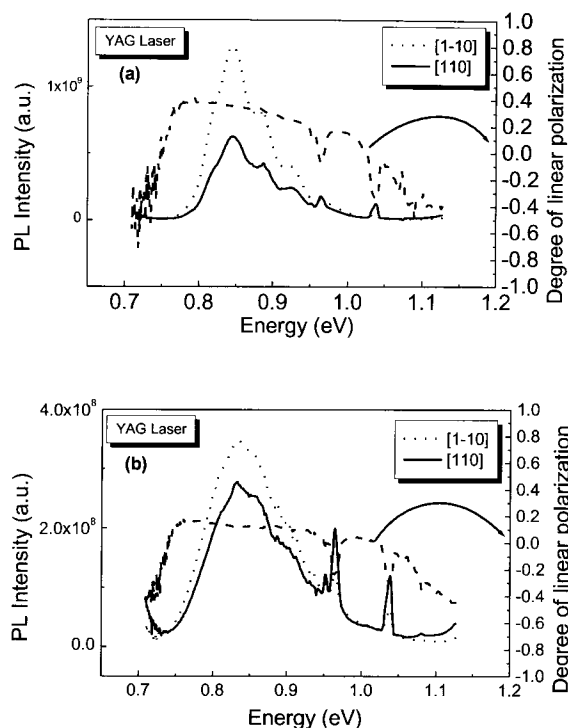 YAG Laser
(a)
[1-10]
[110]
PL Intensity (a.u.)
1x10⁹
0
1.0
0.8
0.6
0.4
0.2
0.0
-0.2
-0.4
-0.6
-0.8
-1.0
Degree of linear polarization
0.7 0.8 0.9 1.0 1.1 1.2
Energy (eV)
YAG Laser
(b)
[1-10]
[110]
PL Intensity (a.u.)
4.0x10⁸
2.0x10⁸
0.0
1.0
0.8
0.6
0.4
0.2
0.0
-0.2
-0.4
-0.6
-0.8
-1.0
Degree of linear polarization
0.7 0.8 0.9 1.0 1.1 1.2
Energy (eV)